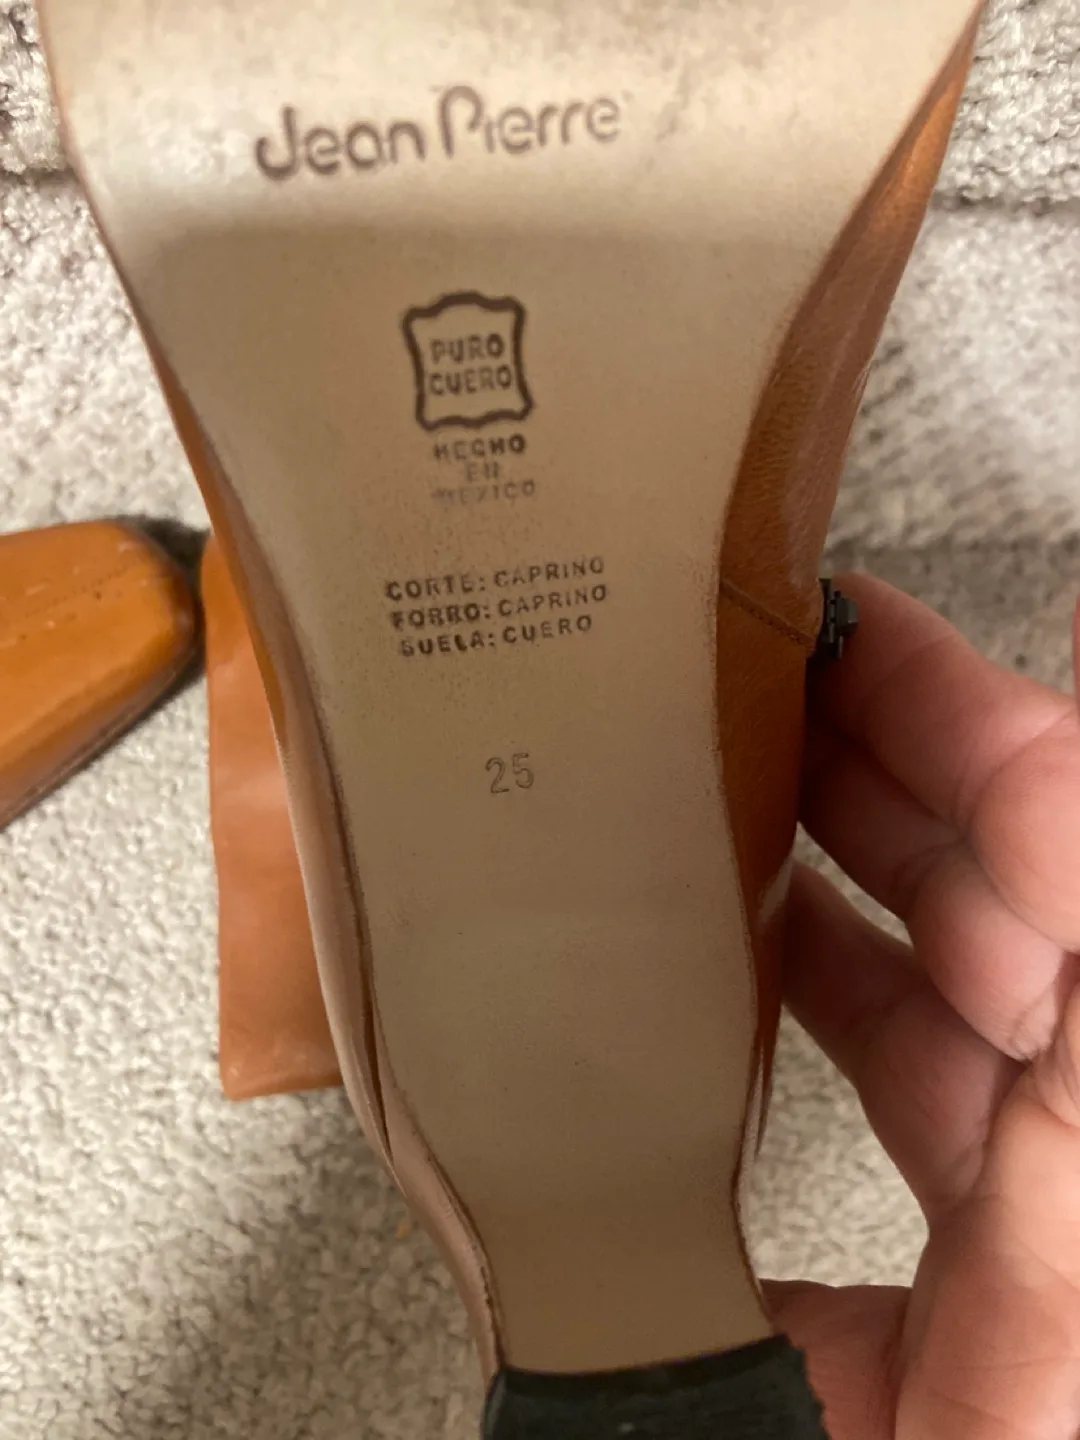 Jean Pierre
PURO
CUERO
HECHO
EN
MEXICO
CORTE: CAPRINO
FORRO: CAPRINO
SUELA: CUERO
25